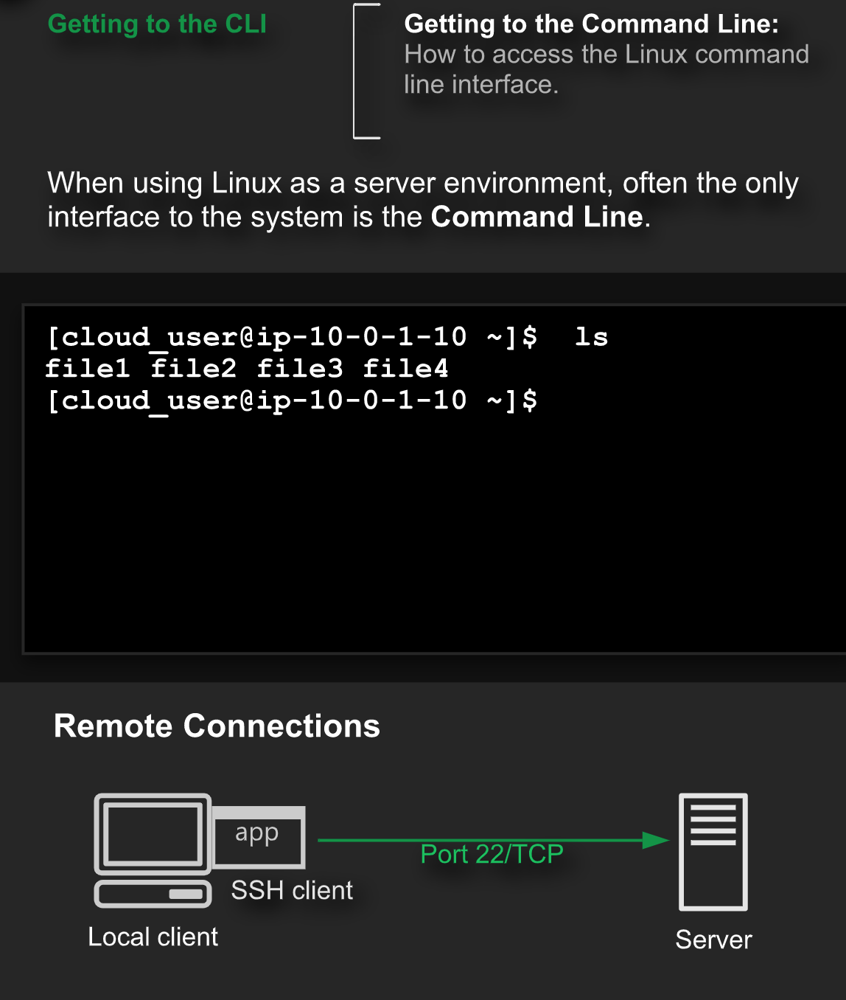 Getting to the CLI
Getting to the Command Line:
How to access the Linux command
line interface.
When using Linux as a server environment, often the only
interface to the system is the Command Line.
[cloud_user@ip-10-0-1-10 ~]$  ls
file1 file2 file3 file4
[cloud_user@ip-10-0-1-10 ~]$
Remote Connections
app
Port 22/TCP
SSH client
Local client
Server